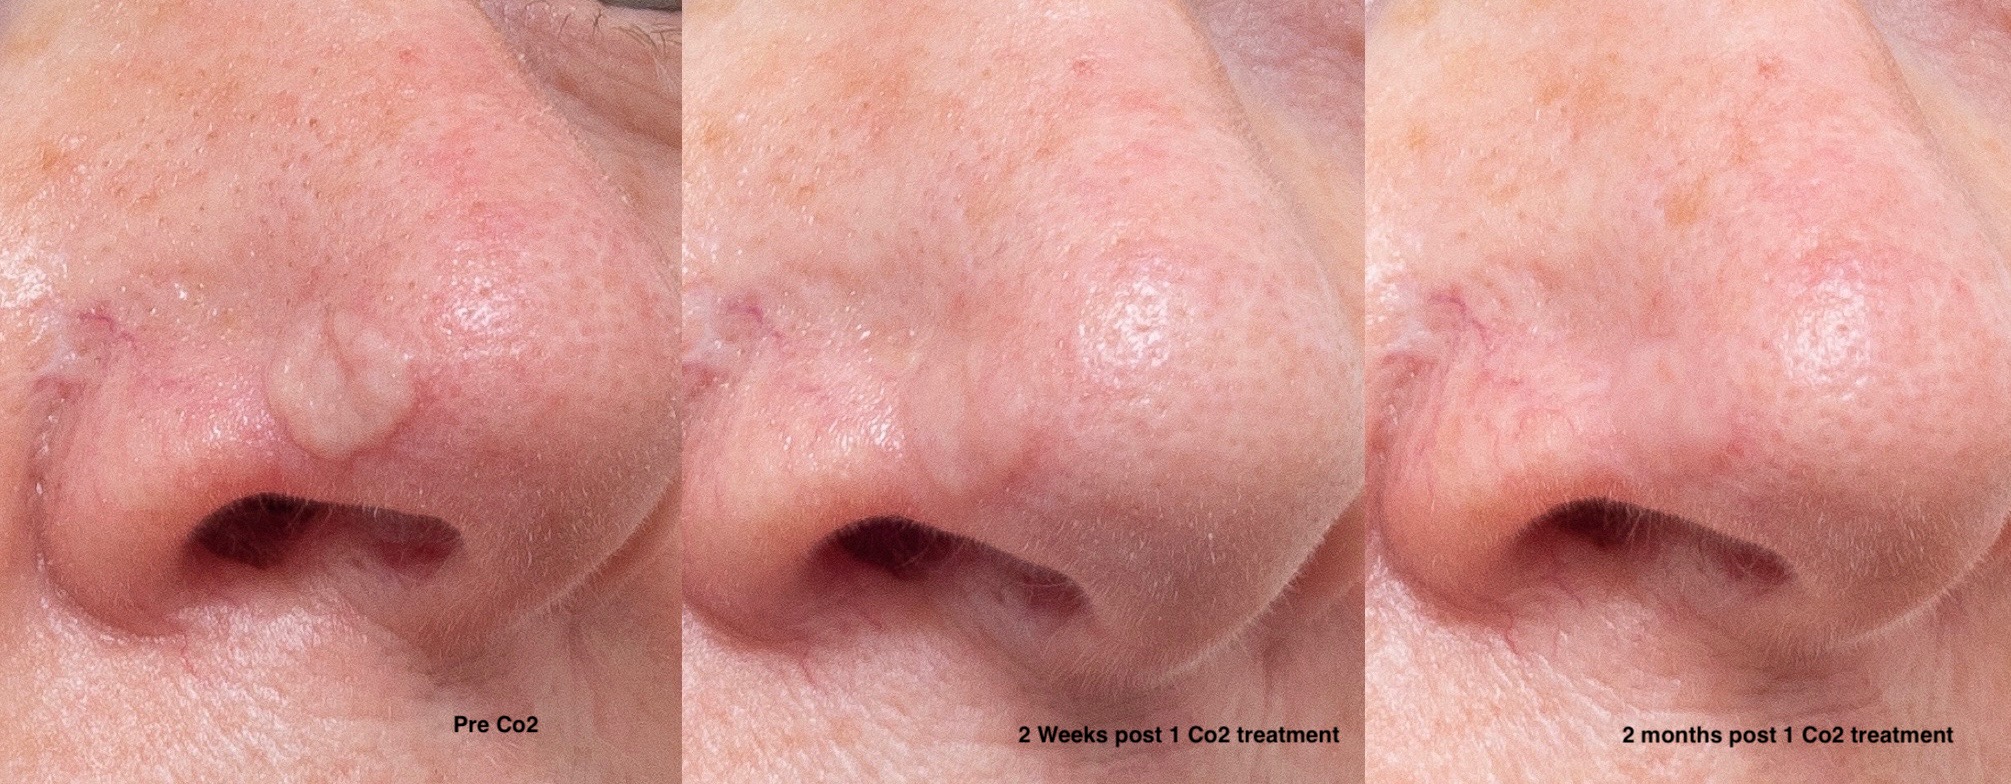 Pre Co2
2 Weeks post 1 Co2 treatment
2 months post 1 Co2 treatment